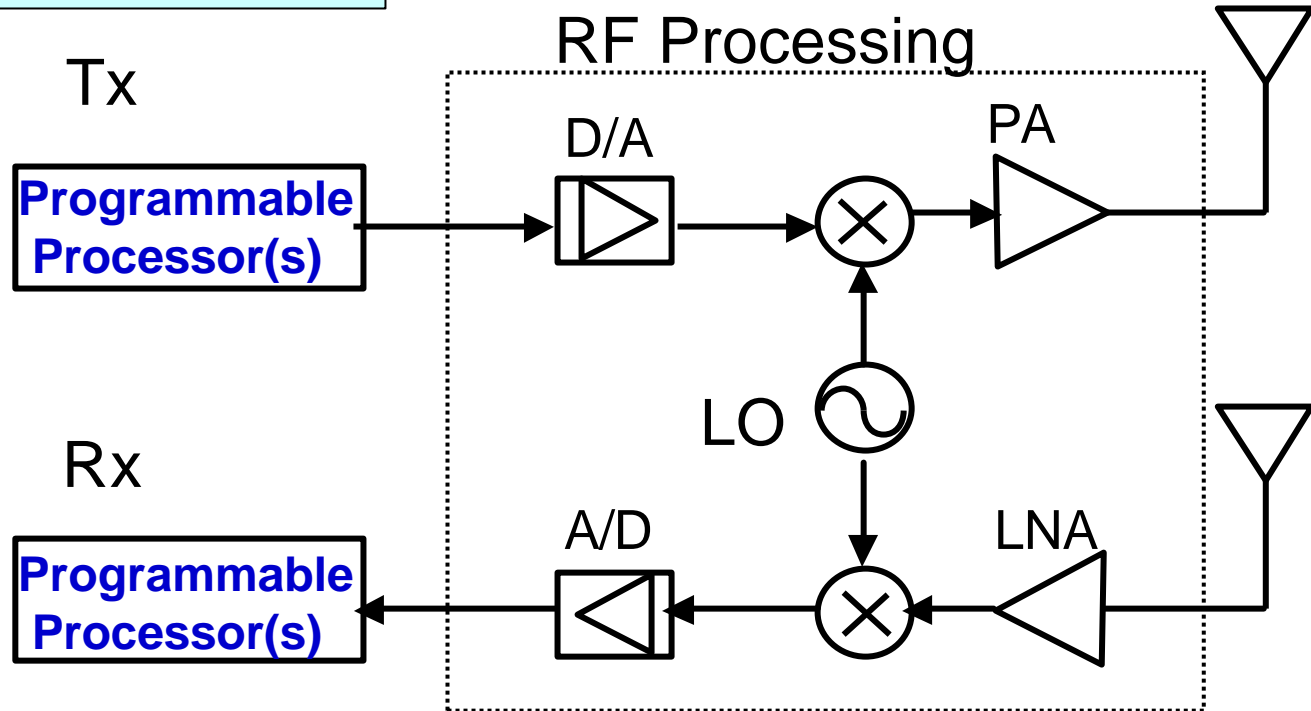 RF Processing
Tx
D/A
PA
Programmable
Processor(s)
LO
Rx
A/D
LNA
Programmable
Processor(s)